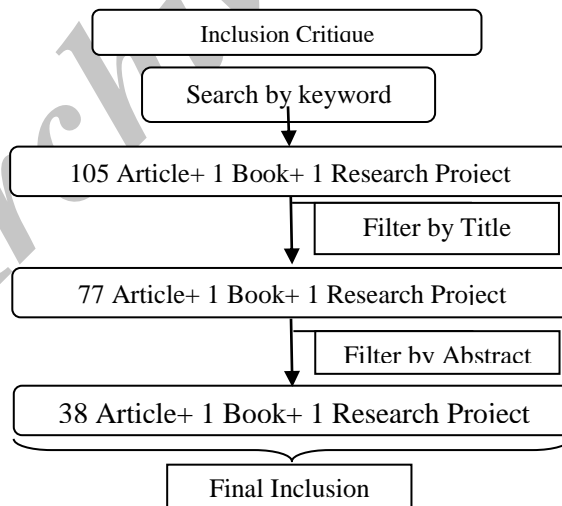 Inclusion Critique
Search by keyword
105 Article+ 1 Book+ 1 Research Project
Filter by Title
77 Article+ 1 Book+ 1 Research Project
Filter by Abstract
38 Article+ 1 Book+ 1 Research Project
Final Inclusion